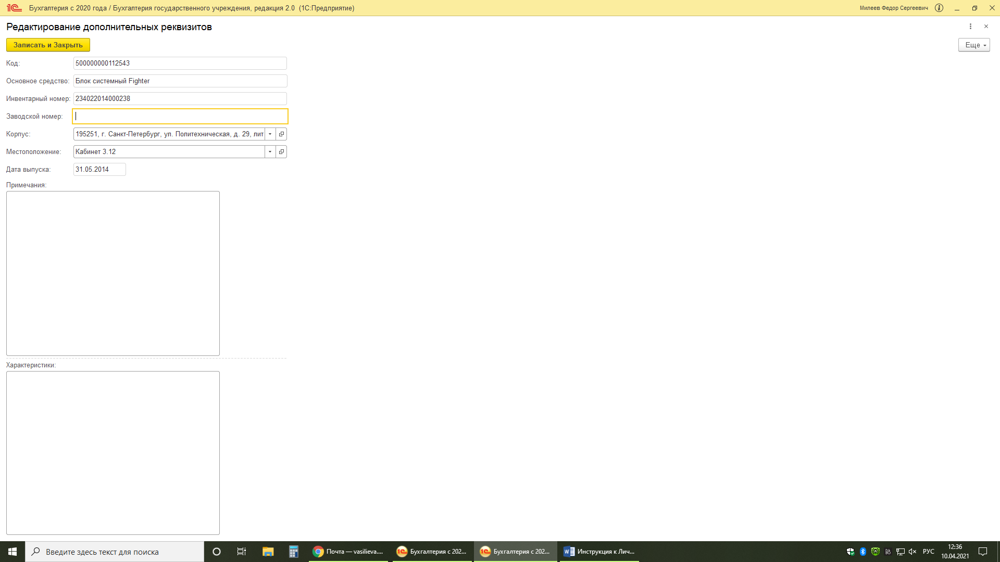 Бухгалтерия с 2020 года / Бухгалтерия государственного учреждения, редакция 2.0 (1С:Предприятие)
Милеев Федор Сергеевич
Редактирование дополнительных реквизитов
Записать и Закрыть
Еще
Код: 500000000112543
Основное средство: Блок системный Fighter
Инвентарный номер: 234022014000238
Заводской номер:
Корпус: 195251, г. Санкт-Петербург, ул. Политехническая, д. 29, лит
Местоположение: Кабинет 3.12
Дата выпуска: 31.05.2014
Примечания:
Характеристики:
Введите здесь текст для поиска
Почта — vasilieva....
Бухгалтерия с 202...
Бухгалтерия с 202...
Инструкция к Лич...
РУС
12:36
10.04.2021